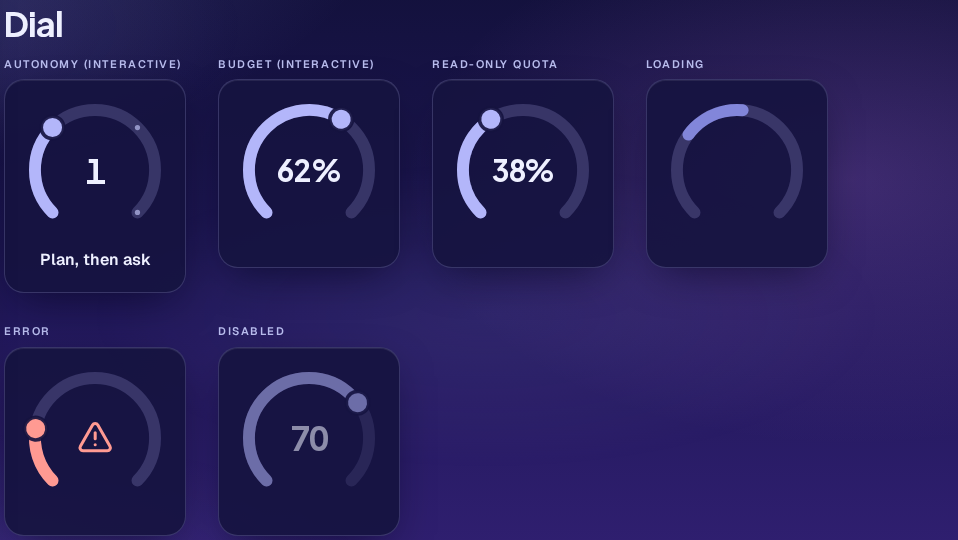 Dial
AUTONOMY (INTERACTIVE)
BUDGET (INTERACTIVE)
READ-ONLY QUOTA
LOADING
1
62%
38%
Plan, then ask
ERROR
DISABLED
70